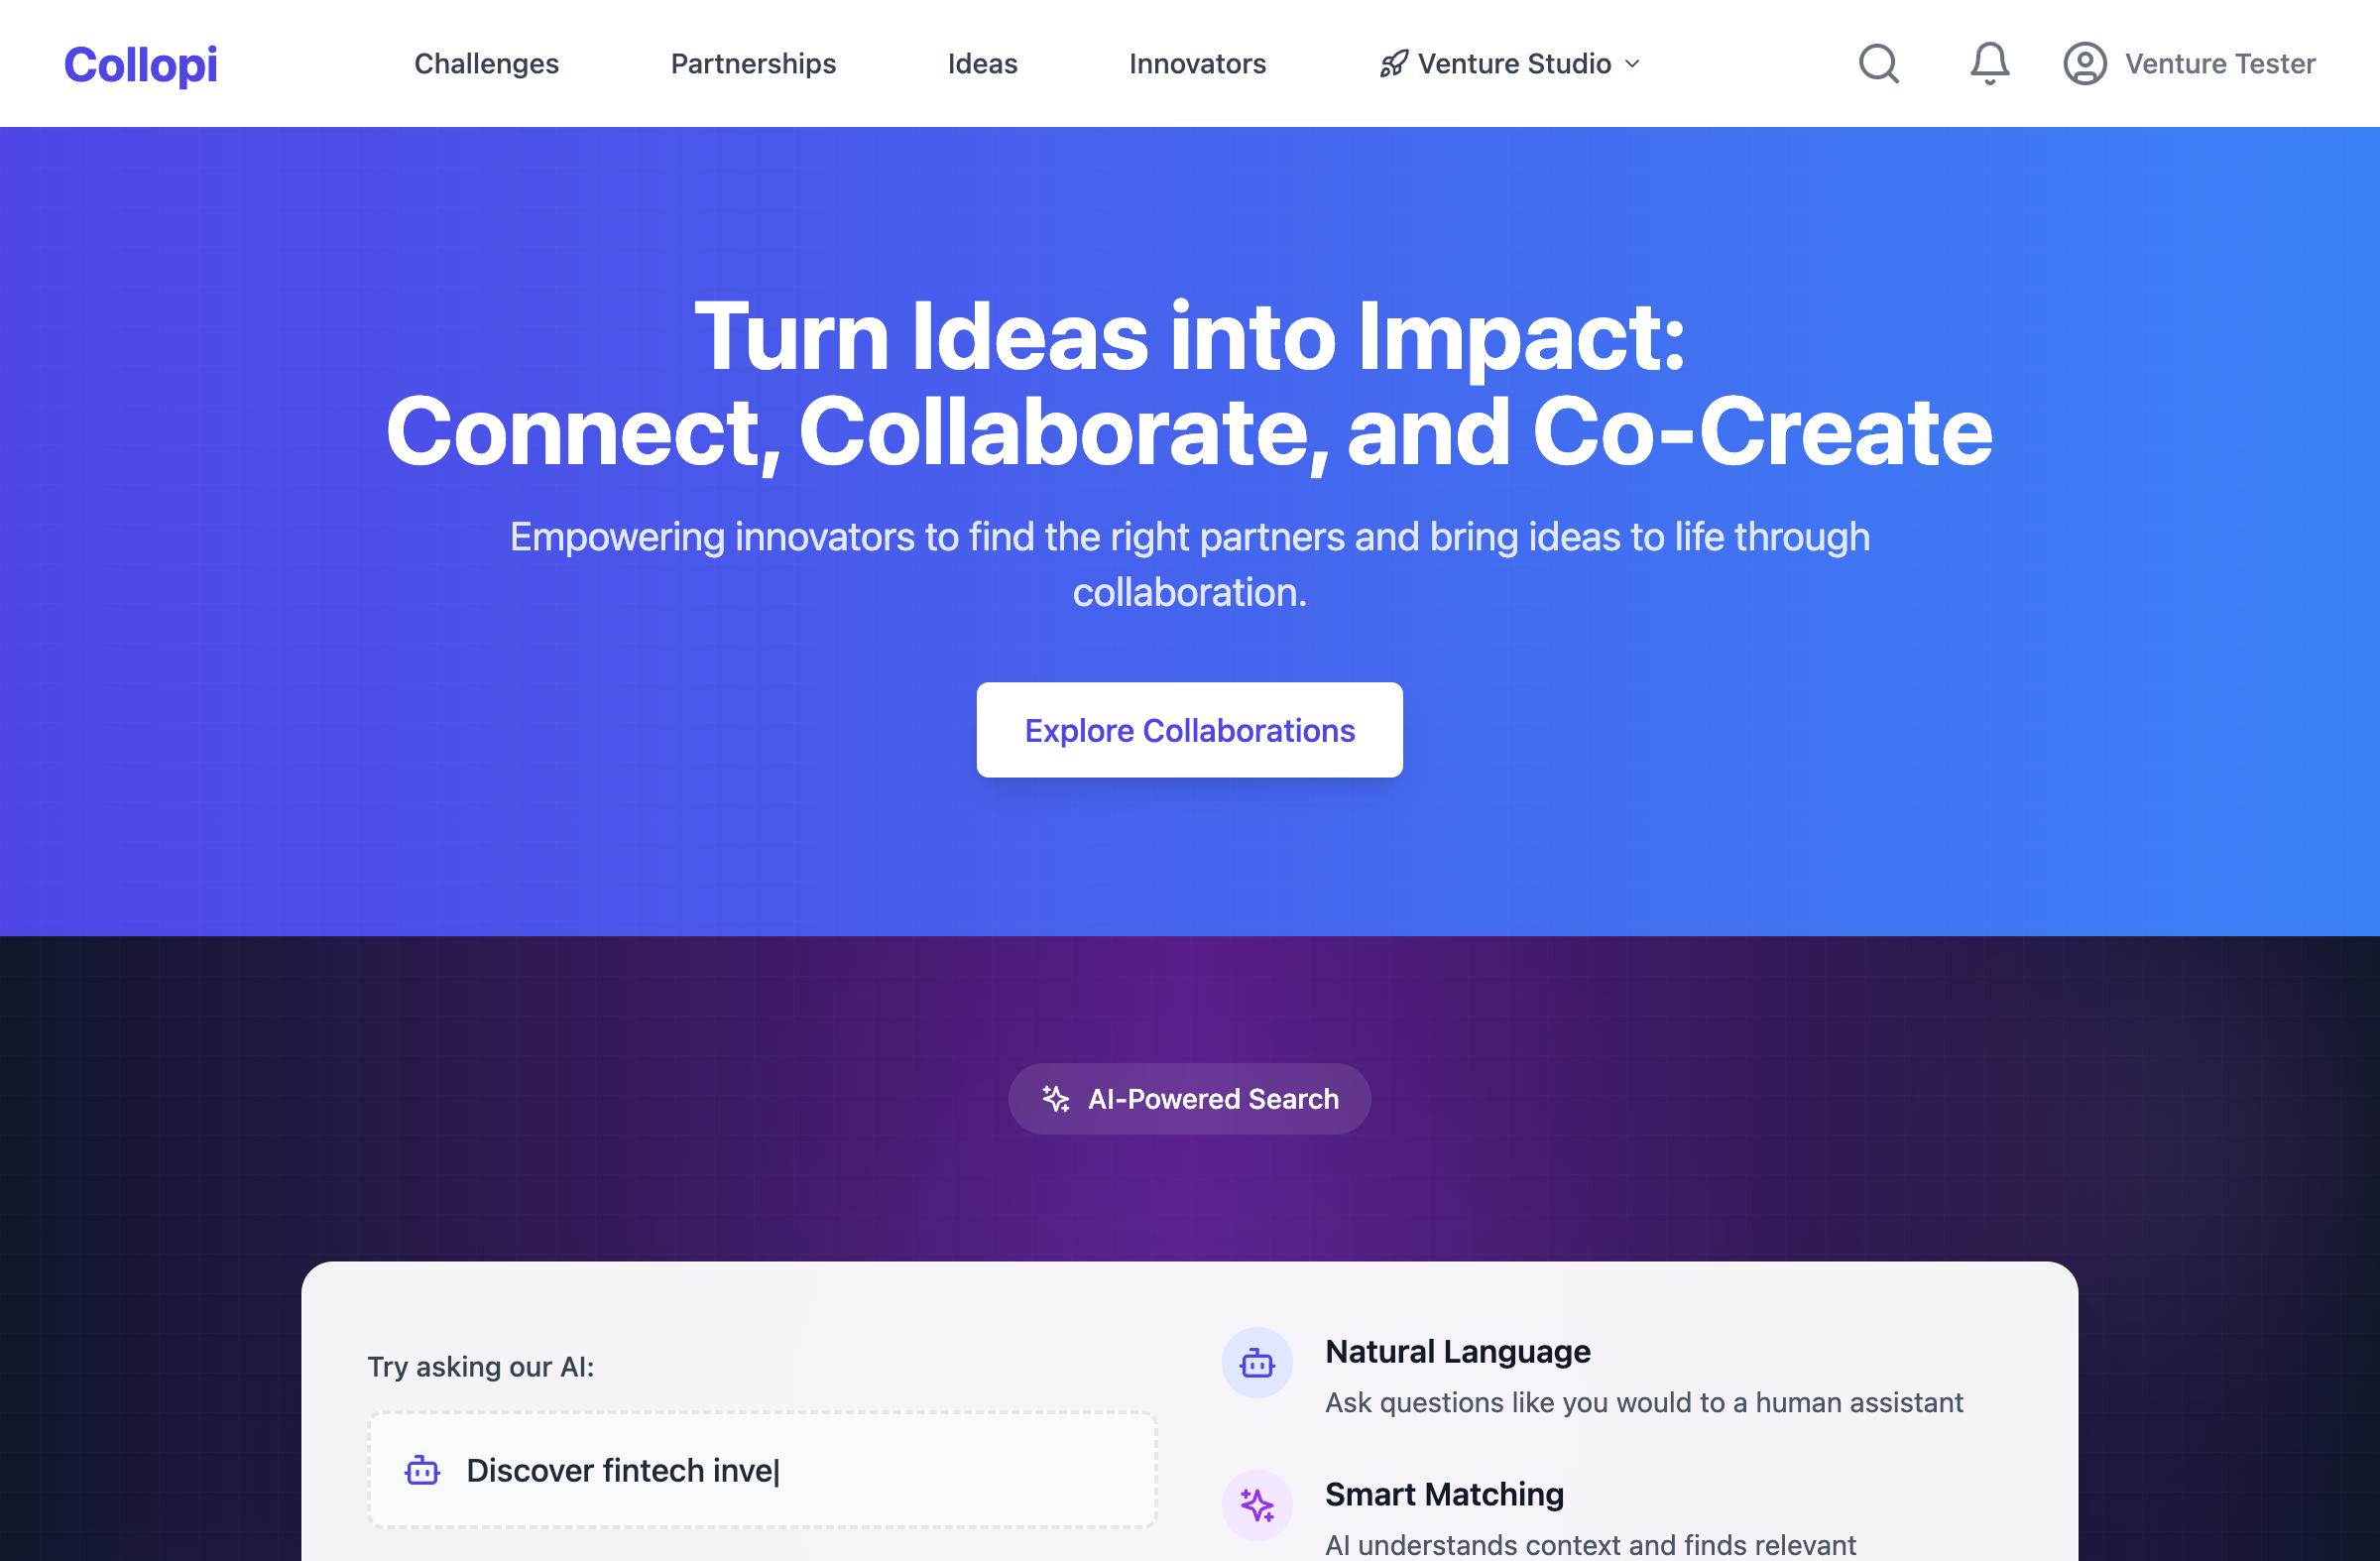 Collopi
Challenges
Partnerships
Ideas
Innovators
Venture Studio
Venture Tester
Turn Ideas into Impact:
Connect, Collaborate, and Co-Create
Empowering innovators to find the right partners and bring ideas to life through
collaboration.
Explore Collaborations
AI-Powered Search
Try asking our AI:
Discover fintech inve|
Natural Language
Ask questions like you would to a human assistant
Smart Matching
AI understands context and finds relevant